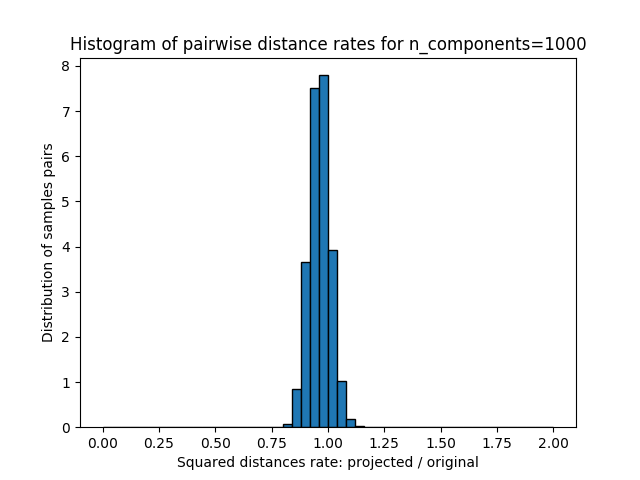 Histogram of pairwise distance rates for n_components=1000
8
7
6
5
4
3
2
1
0
Distribution of samples pairs
0.00 0.25 0.50 0.75 1.00 1.25 1.50 1.75 2.00
Squared distances rate: projected / original